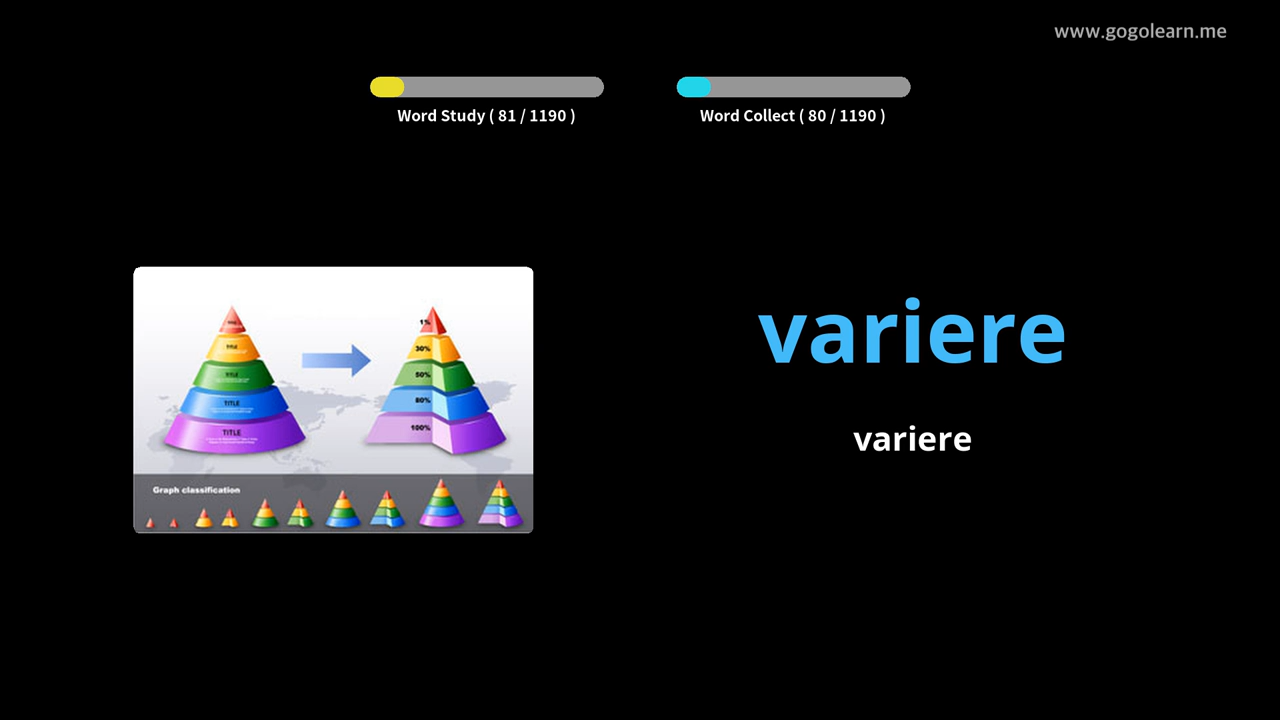 www.gogolearn.me
Word Study ( 81 / 1190 )
Word Collect ( 80 / 1190 )
TITLE
TITLE
TITLE
TITLE
1%
30%
50%
80%
100%
Graph classification
variere
variere